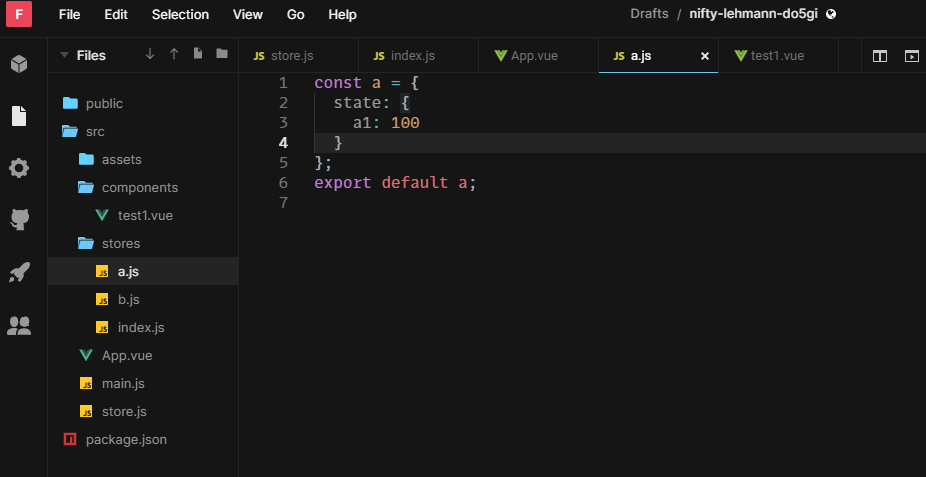 F File Edit Selection View Go Help Drafts / nifty-lehmann-do5gi
Files
JS store.js JS index.js App.vue JS a.js × test1.vue
public
src
assets
components
test1.vue
stores
JS a.js
JS b.js
JS index.js
App.vue
JS main.js
JS store.js
package.json
1 const a = {
2 state: {
3 a1: 100
4 }
5 };
6 export default a;
7